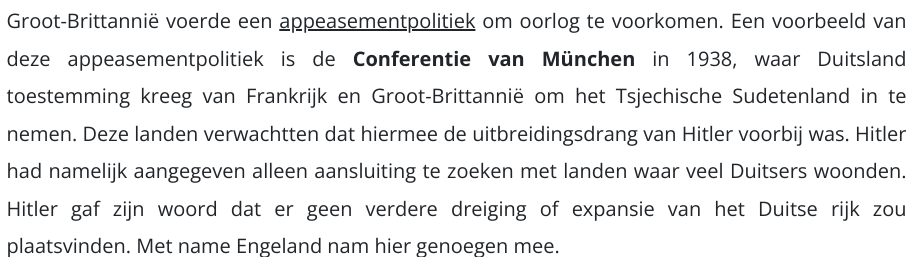 Groot-Brittannië voerde een appeasementpolitiek om oorlog te voorkomen. Een voorbeeld van
deze appeasementpolitiek is de Conferentie van München in 1938, waar Duitsland
toestemming kreeg van Frankrijk en Groot-Brittannië om het Tsjechische Sudetenland in te
nemen. Deze landen verwachtten dat hiermee de uitbreidingsdrang van Hitler voorbij was. Hitler
had namelijk aangegeven alleen aansluiting te zoeken met landen waar veel Duitsers woonden.
Hitler gaf zijn woord dat er geen verdere dreiging of expansie van het Duitse rijk zou
plaatsvinden. Met name Engeland nam hier genoegen mee.